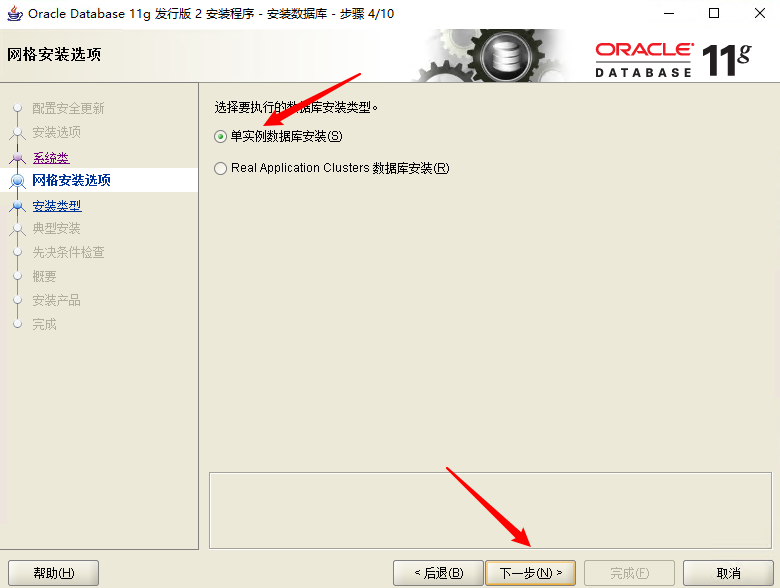 Oracle Database 11g 发行版 2 安装程序 - 安装数据库 - 步骤 4/10
网格安装选项
ORACLE
DATABASE 11g
配置安全更新
安装选项
系统类
网格安装选项
安装类型
典型安装
先决条件检查
概要
安装产品
完成
选择要执行的数据库安装类型。
单实例数据库安装(S)
Real Application Clusters 数据库安装(R)
帮助(H)
< 后退(B)
下一步(N) >
完成(F)
取消